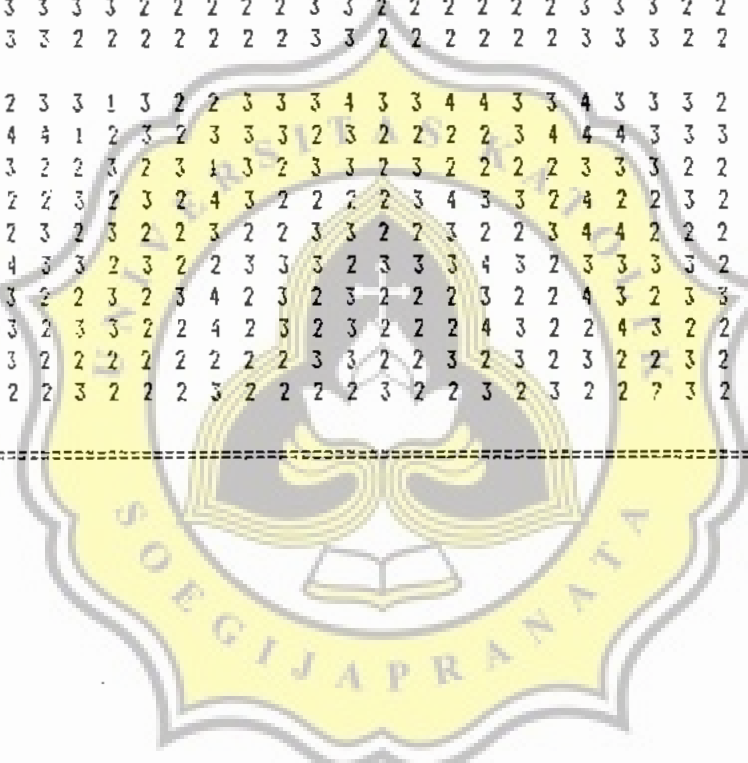 3 3 3 3 2 2 2 2 2 3 3 2 2 2 2 2 2 3 3 3 2 2
3 3 2 2 2 2 2 2 2 3 3 2 2 2 2 2 2 3 3 3 2 2
2 3 3 1 3 2 2 3 3 3 4 3 3 4 4 3 3 4 3 3 3 2
4 4 1 2 3 2 3 3 3 2 3 2 2 2 2 3 4 4 4 3 3 3
3 2 2 3 2 3 1 3 2 3 3 2 3 2 2 2 2 3 3 3 2 2
2 2 3 2 3 2 4 3 2 2 2 2 3 4 3 3 2 4 2 2 3 2
2 3 2 3 2 2 3 2 2 3 3 2 2 3 2 2 3 4 4 2 2 2
4 3 3 2 3 2 2 3 3 3 2 3 3 3 4 3 2 3 3 3 3 2
3 2 2 3 2 3 4 2 3 2 3 2 2 2 3 2 2 4 3 2 3 3
3 2 3 3 2 2 4 2 3 2 3 2 2 2 4 3 2 2 4 3 2 2
3 2 2 2 2 2 2 2 2 3 3 2 2 3 2 3 2 3 2 2 3 2
2 2 3 2 2 2 3 2 2 2 2 3 2 2 3 2 3 2 2 ? 3 2
UNIVERSITAS KATOLIK
SOEGIJAPRANATA